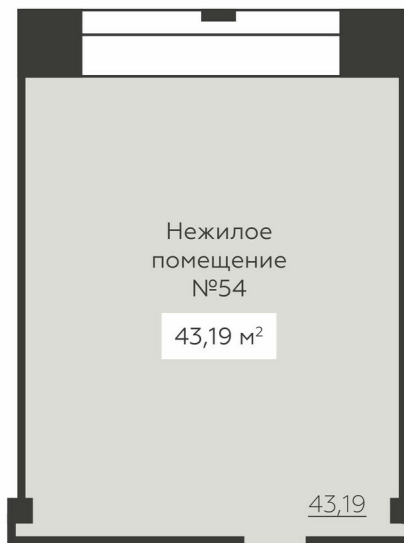 Нежилое
помещение
№54
43,19 м²
43,19